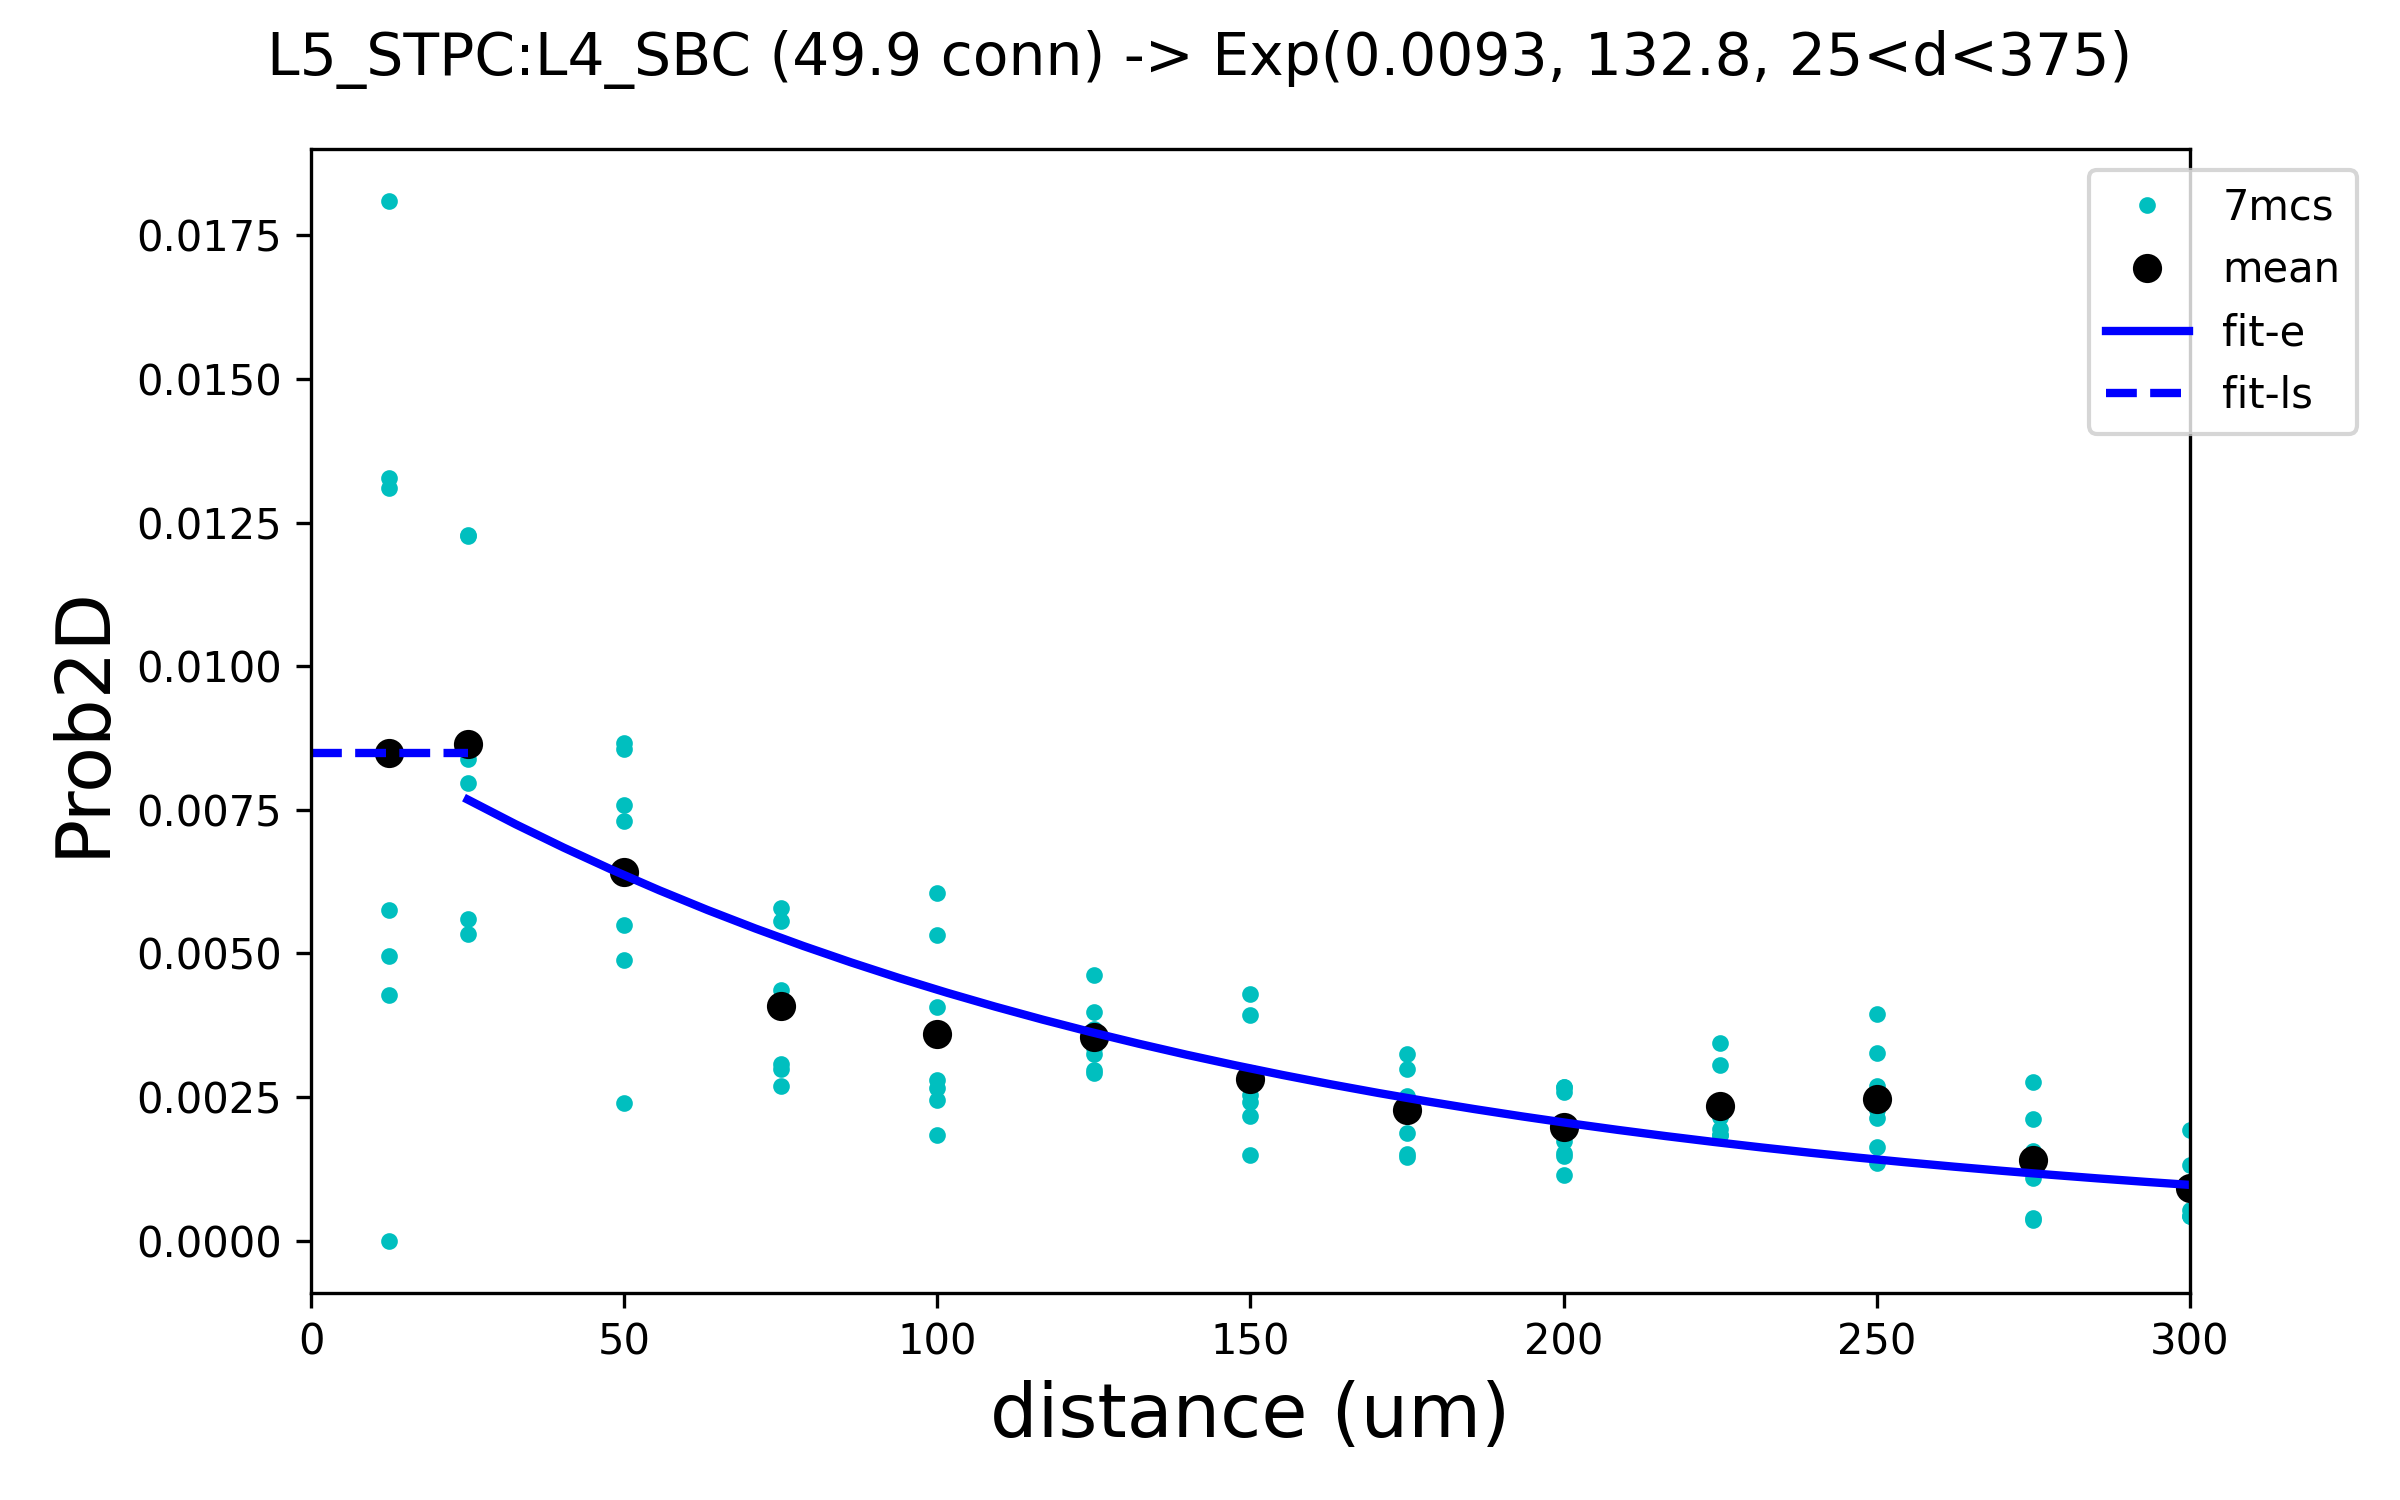 L5_STPC:L4_SBC (49.9 conn) -> Exp(0.0093, 132.8, 25<d<375)
7mcs
mean
fit-e
fit-ls
Prob2D
0.0175
0.0150
0.0125
0.0100
0.0075
0.0050
0.0025
0.0000
0 50 100 150 200 250 300
distance (um)